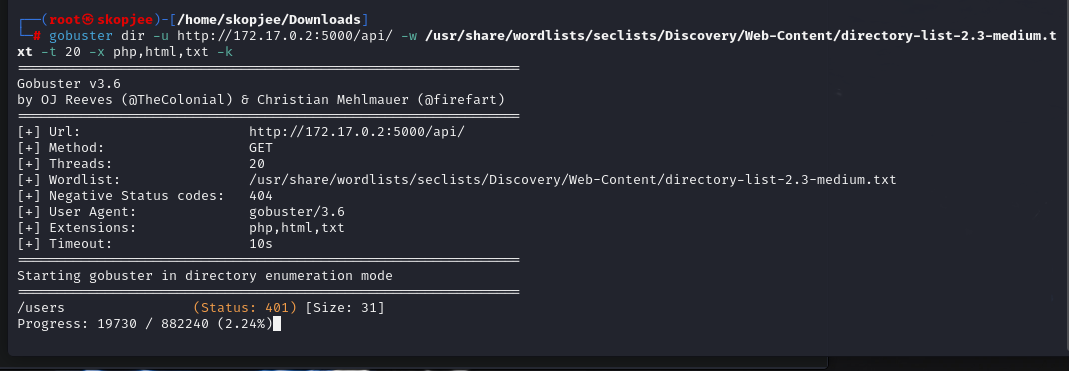 ┌──(root㉿skopjee)-[/home/skopjee/Downloads]
└─# gobuster dir -u http://172.17.0.2:5000/api/ -w /usr/share/wordlists/seclists/Discovery/Web-Content/directory-list-2.3-medium.t
xt -t 20 -x php,html,txt -k
===============================================================
Gobuster v3.6
by OJ Reeves (@TheColonial) & Christian Mehlmauer (@firefart)
===============================================================
[+] Url:                     http://172.17.0.2:5000/api/
[+] Method:                  GET
[+] Threads:                 20
[+] Wordlist:                /usr/share/wordlists/seclists/Discovery/Web-Content/directory-list-2.3-medium.txt
[+] Negative Status codes:   404
[+] User Agent:              gobuster/3.6
[+] Extensions:              php,html,txt
[+] Timeout:                 10s
===============================================================
Starting gobuster in directory enumeration mode
===============================================================
/users                (Status: 401) [Size: 31]
Progress: 19730 / 882240 (2.24%)